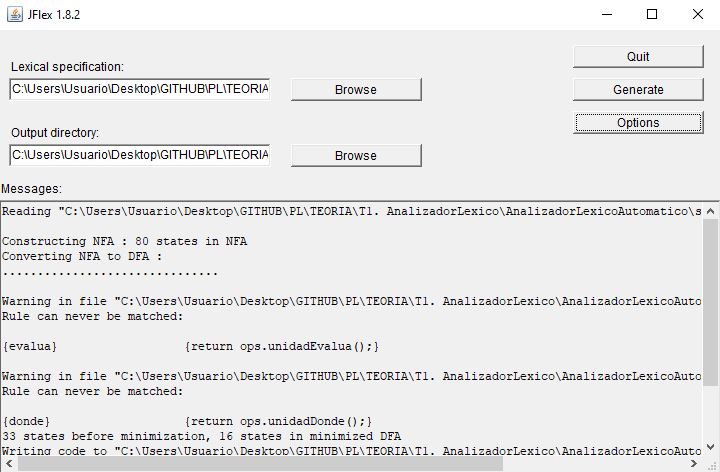 JFlex 1.8.2
Lexical specification:
Quit
C:\Users\Usuario\Desktop\GITHUB\PL\TEORIA
Browse
Generate
Options
Output directory:
C:\Users\Usuario\Desktop\GITHUB\PL\TEORIA
Browse
Messages:
Reading "C:\Users\Usuario\Desktop\GITHUB\PL\TEORIA\T1. AnalizadorLexico\AnalizadorLexicoAutomatico\s
Constructing NFA : 80 states in NFA
Converting NFA to DFA :
..............................
Warning in file "C:\Users\Usuario\Desktop\GITHUB\PL\TEORIA\T1. AnalizadorLexico\AnalizadorLexicoAuto
Rule can never be matched:
{evalua}                  {return ops.unidadEvalua();}
Warning in file "C:\Users\Usuario\Desktop\GITHUB\PL\TEORIA\T1. AnalizadorLexico\AnalizadorLexicoAuto
Rule can never be matched:
{donde}                   {return ops.unidadDonde();}
33 states before minimization, 16 states in minimized DFA
Writing code to "C:\Users\Usuario\Desktop\GITHUB\PL\TEORIA\T1. AnalizadorLexico\AnalizadorLexicoAuto